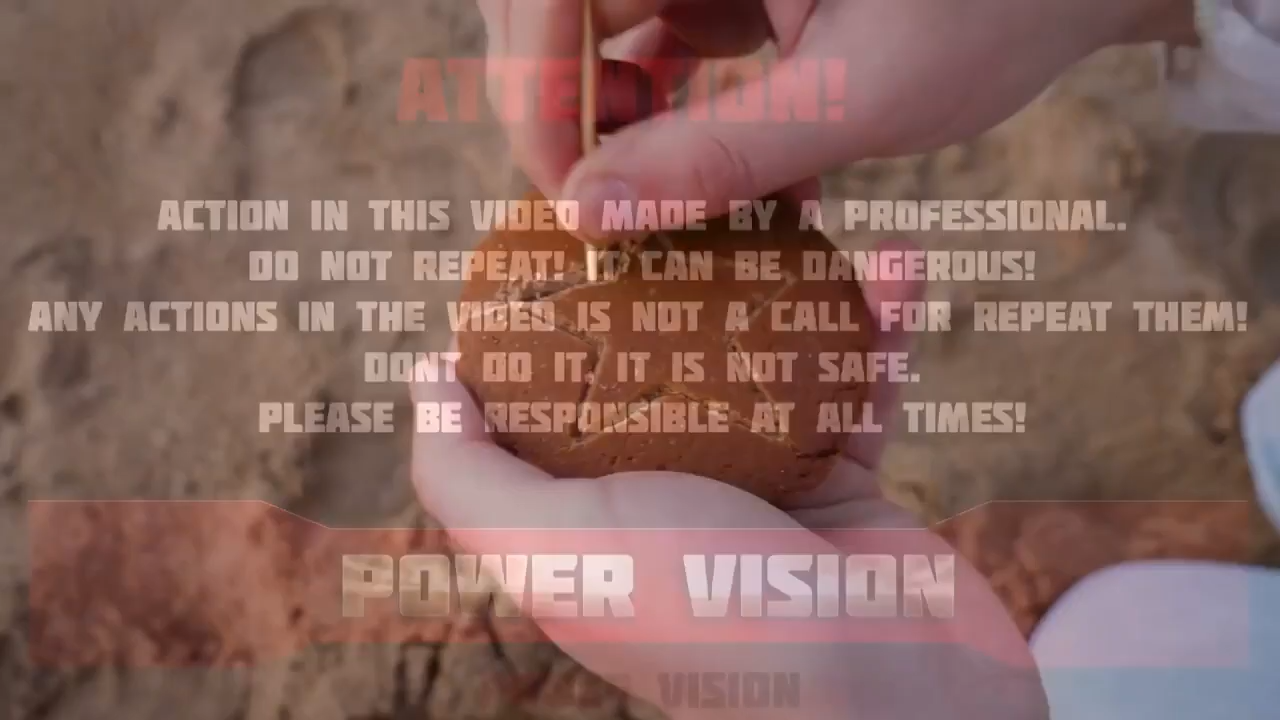 ATTENTION!
ACTION IN THIS VIDEO MADE BY A PROFESSIONAL.
DO NOT REPEAT! IT CAN BE DANGEROUS!
ANY ACTIONS IN THE VIDEO IS NOT A CALL FOR REPEAT THEM!
DONT DO IT, IT IS NOT SAFE.
PLEASE BE RESPONSIBLE AT ALL TIMES!
POWER VISION
VISION